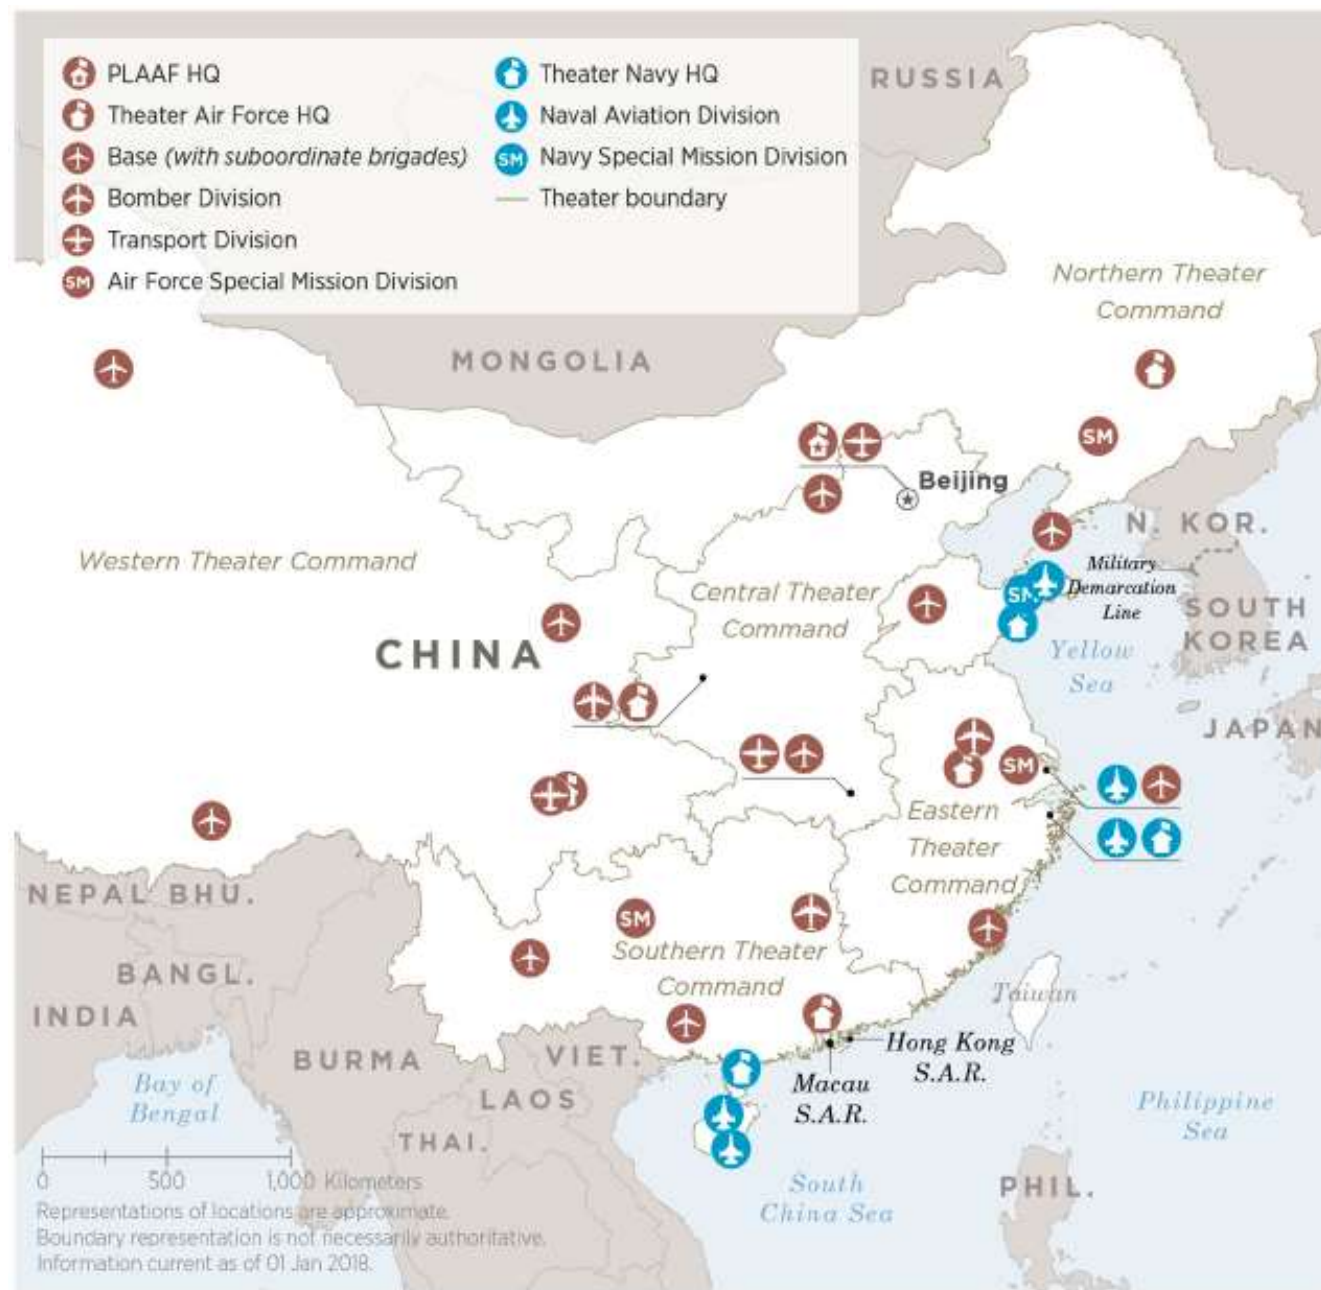 PLAAF HQ
Theater Air Force HQ
Base (with suboordinate brigades)
Bomber Division
Transport Division
SM Air Force Special Mission Division
Theater Navy HQ
Naval Aviation Division
SM Navy Special Mission Division
Theater boundary
RUSSIA
Northern Theater
Command
MONGOLIA
SM
Beijing
N. KOR.
Western Theater Command
Military
Demarcation
Line
Central Theater
Command
SM
SOUTH
KOREA
CHINA
Yellow
Sea
JAPAN
SM
Eastern
Theater
Command
NEPAL BHU.
SM
Southern Theater
Command
BANGL.
INDIA
Taiwan
BURMA
VIET.
Hong Kong
S.A.R.
Macau
S.A.R.
LAOS
Bay of
Bengal
THAI.
Philippine
Sea
0 500 1,000 Kilometers
South
China Sea
PHIL.
Representations of locations are approximate.
Boundary representation is not necessarily authoritative.
Information current as of 01 Jan 2018.